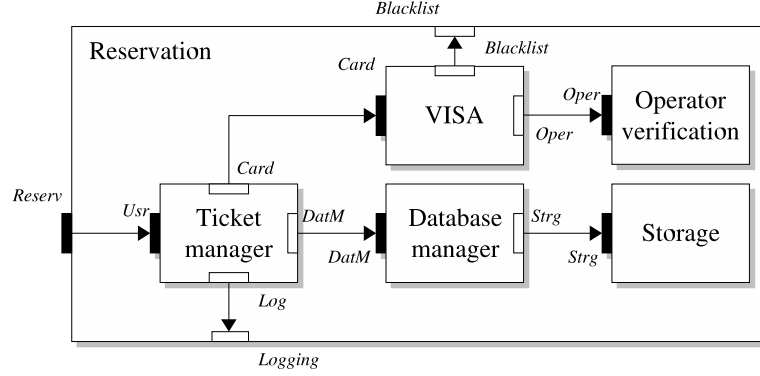 Blacklist
Reservation
Blacklist
Card
VISA
Oper
Operator
verification
Oper
Card
Reserv
Usr
Ticket
manager
DatM
DatM
Database
manager
Strg
Strg
Storage
Log
Logging